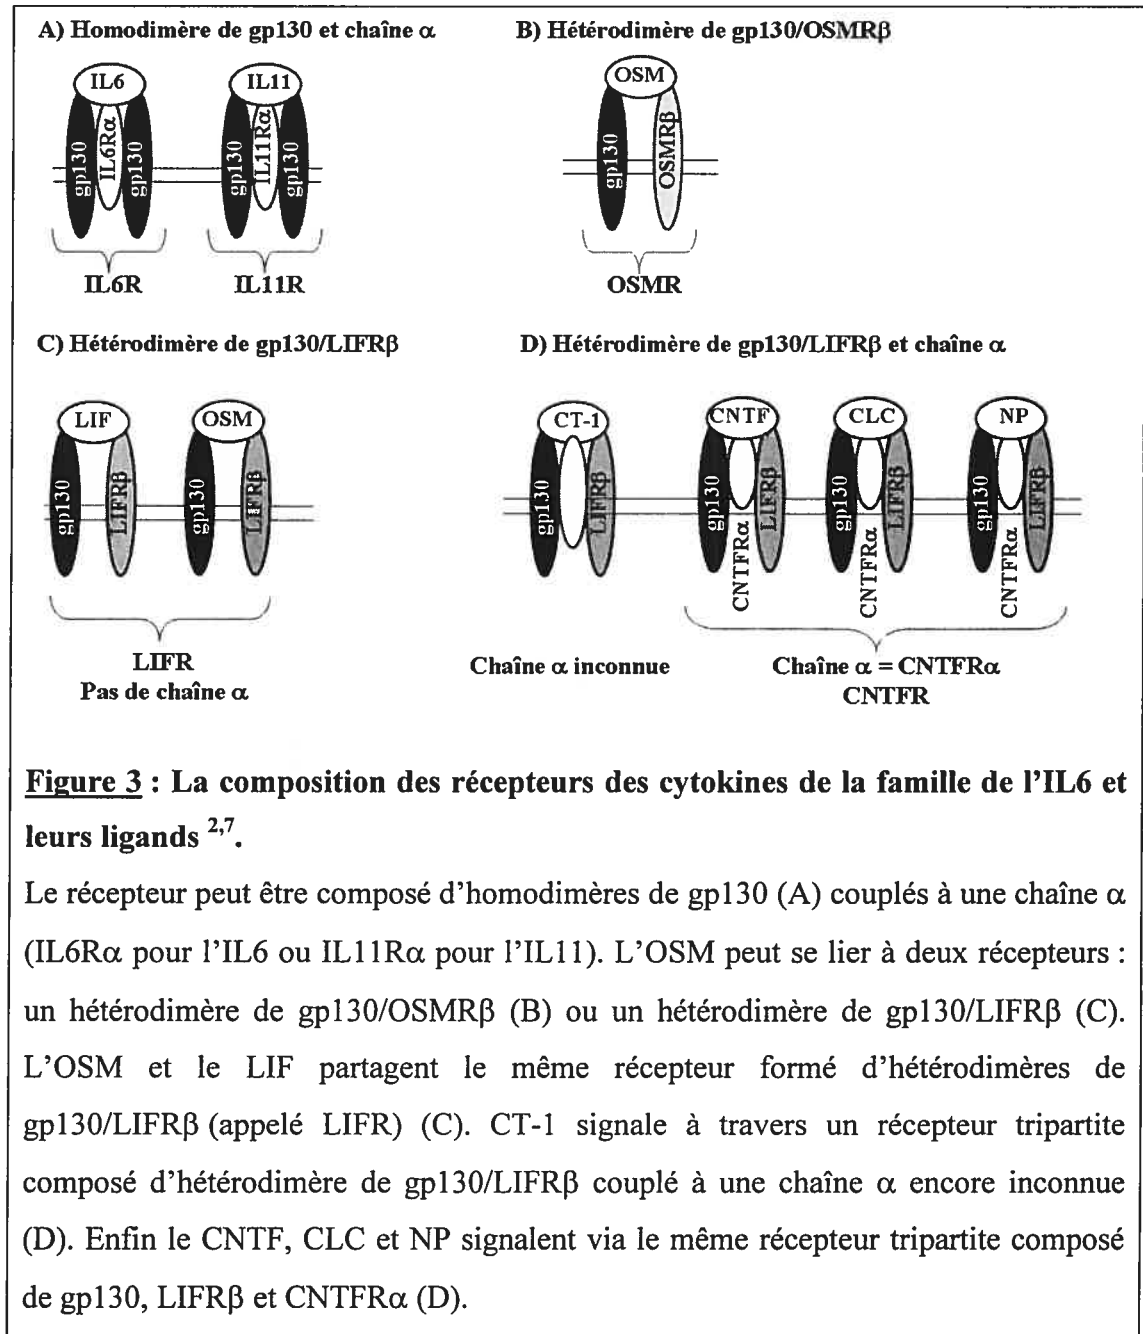 A) Homodimère de gp130 et chaîne α
B) Hétérodimère de gp130/OSMRβ
IL6
IL11
gp130
IL6Rα
gp130
gp130
IL11Rα
gp130
IL6R
IL11R
OSM
gp130
OSMRβ
OSMR
C) Hétérodimère de gp130/LIFRβ
D) Hétérodimère de gp130/LIFRβ et chaîne α
LIF
OSM
gp130
LIFRβ
gp130
LIFRβ
LIFR
Pas de chaîne α
CT-1
CNTF
CLC
NP
gp130
LIFRβ
gp130
CNTFRα
LIFRβ
gp130
CNTFRα
LIFRβ
gp130
CNTFRα
LIFRβ
Chaîne α inconnue
Chaîne α = CNTFRα
CNTFR
Figure 3 : La composition des récepteurs des cytokines de la famille de l’IL6 et
leurs ligands 2,7.
Le récepteur peut être composé d’homodimères de gp130 (A) couplés à une chaîne α
(IL6Rα pour l’IL6 ou IL11Rα pour l’IL11). L’OSM peut se lier à deux récepteurs :
un hétérodimère de gp130/OSMRβ (B) ou un hétérodimère de gp130/LIFRβ (C).
L’OSM et le LIF partagent le même récepteur formé d’hétérodimères de
gp130/LIFRβ (appelé LIFR) (C). CT-1 signale à travers un récepteur tripartite
composé d’hétérodimère de gp130/LIFRβ couplé à une chaîne α encore inconnue
(D). Enfin le CNTF, CLC et NP signalent via le même récepteur tripartite composé
de gp130, LIFRβ et CNTFRα (D).